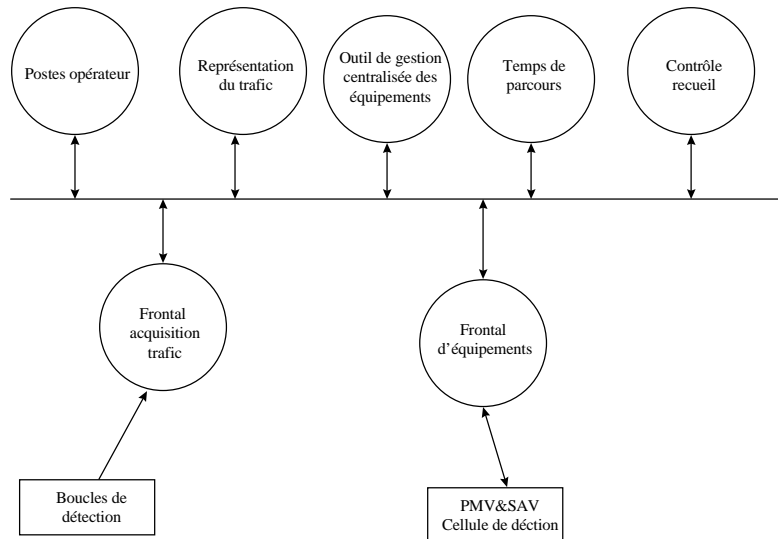 Postes opérateur
Représentation
du trafic
Outil de gestion
centralisée des
équipements
Temps de
parcours
Contrôle
recueil
Frontal
acquisition
trafic
Frontal
d’équipements
Boucles de
détection
PMV&SAV
Cellule de déction